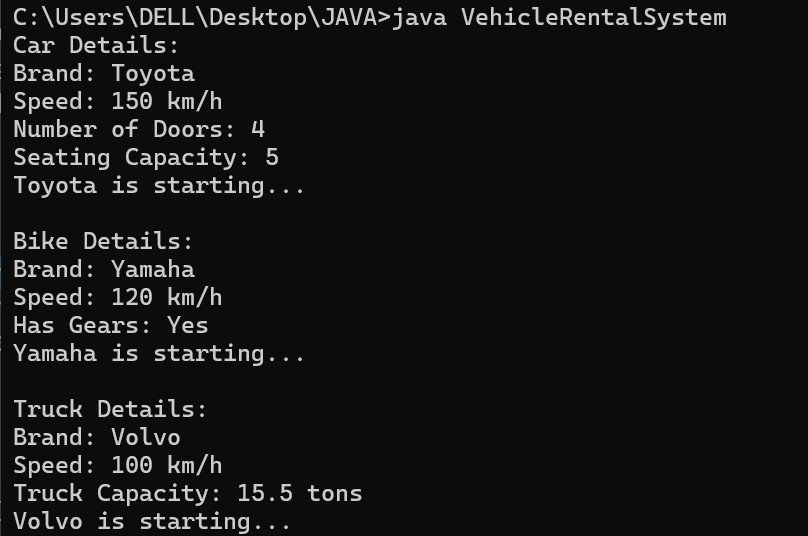 C:\Users\DELL\Desktop\JAVA>java VehicleRentalSystem
Car Details:
Brand: Toyota
Speed: 150 km/h
Number of Doors: 4
Seating Capacity: 5
Toyota is starting...
Bike Details:
Brand: Yamaha
Speed: 120 km/h
Has Gears: Yes
Yamaha is starting...
Truck Details:
Brand: Volvo
Speed: 100 km/h
Truck Capacity: 15.5 tons
Volvo is starting...